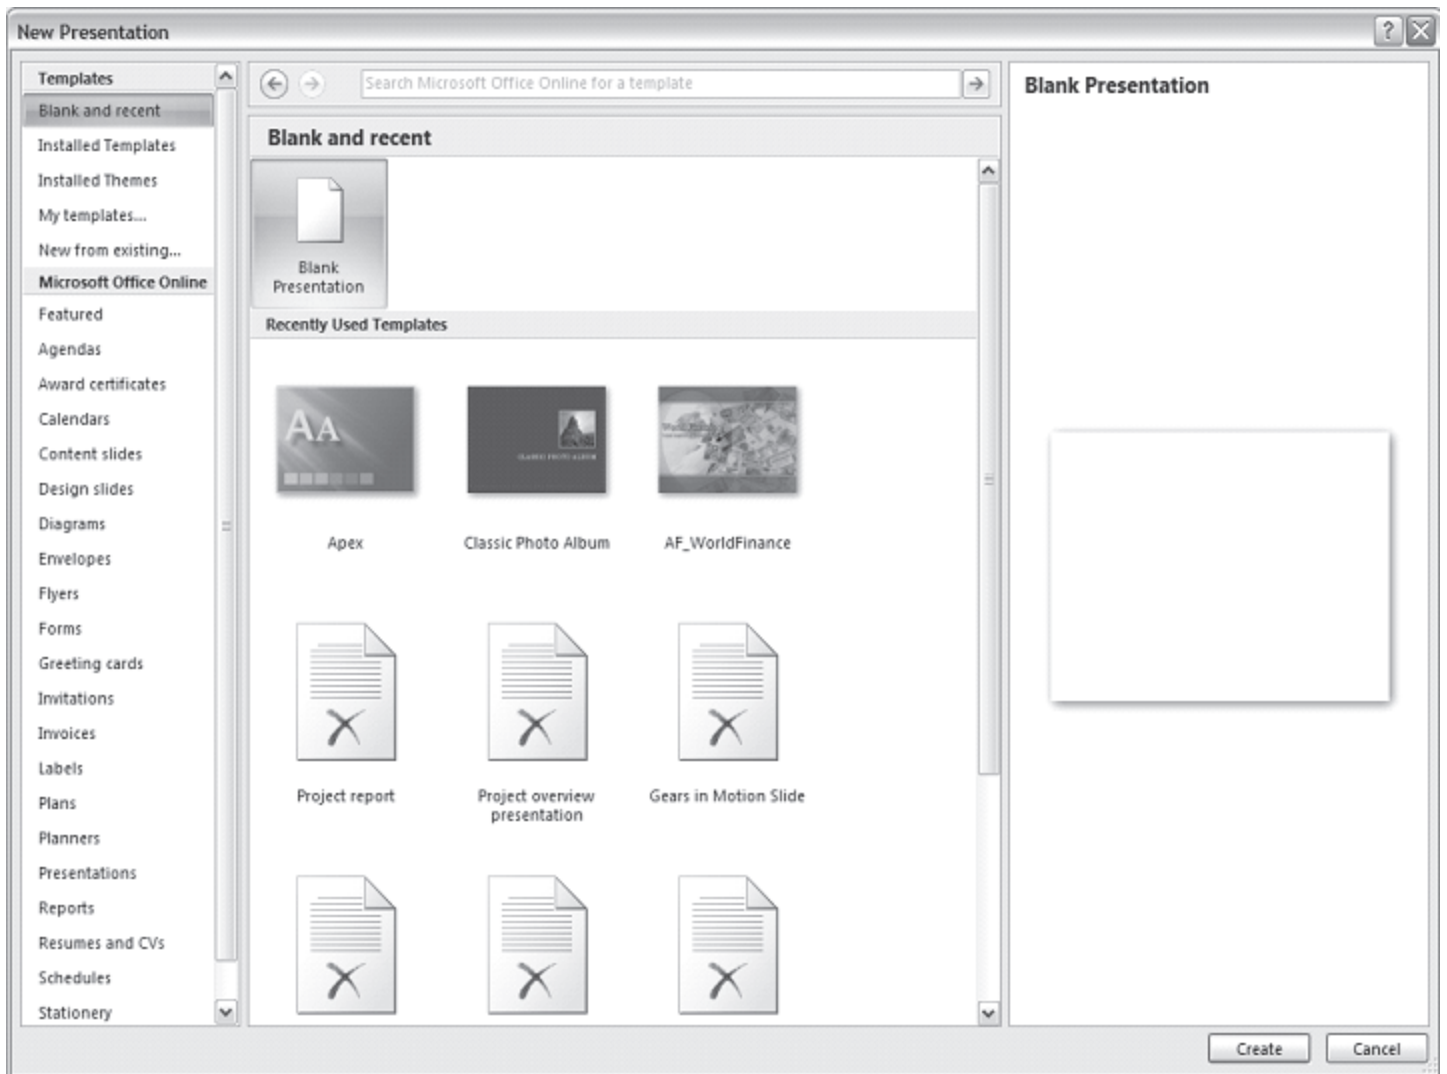 New Presentation
?
Templates
Blank and recent
Installed Templates
Installed Themes
My templates...
New from existing...
Microsoft Office Online
Featured
Agendas
Award certificates
Calendars
Content slides
Design slides
Diagrams
Envelopes
Flyers
Forms
Greeting cards
Invitations
Invoices
Labels
Plans
Planners
Presentations
Reports
Resumes and CVs
Schedules
Stationery
Search Microsoft Office Online for a template
Blank and recent
Blank
Presentation
Recently Used Templates
AA
CLASSIC PHOTO ALBUM
Apex
Classic Photo Album
AF_WorldFinance
Project report
Project overview
presentation
Gears in Motion Slide
Blank Presentation
Create
Cancel